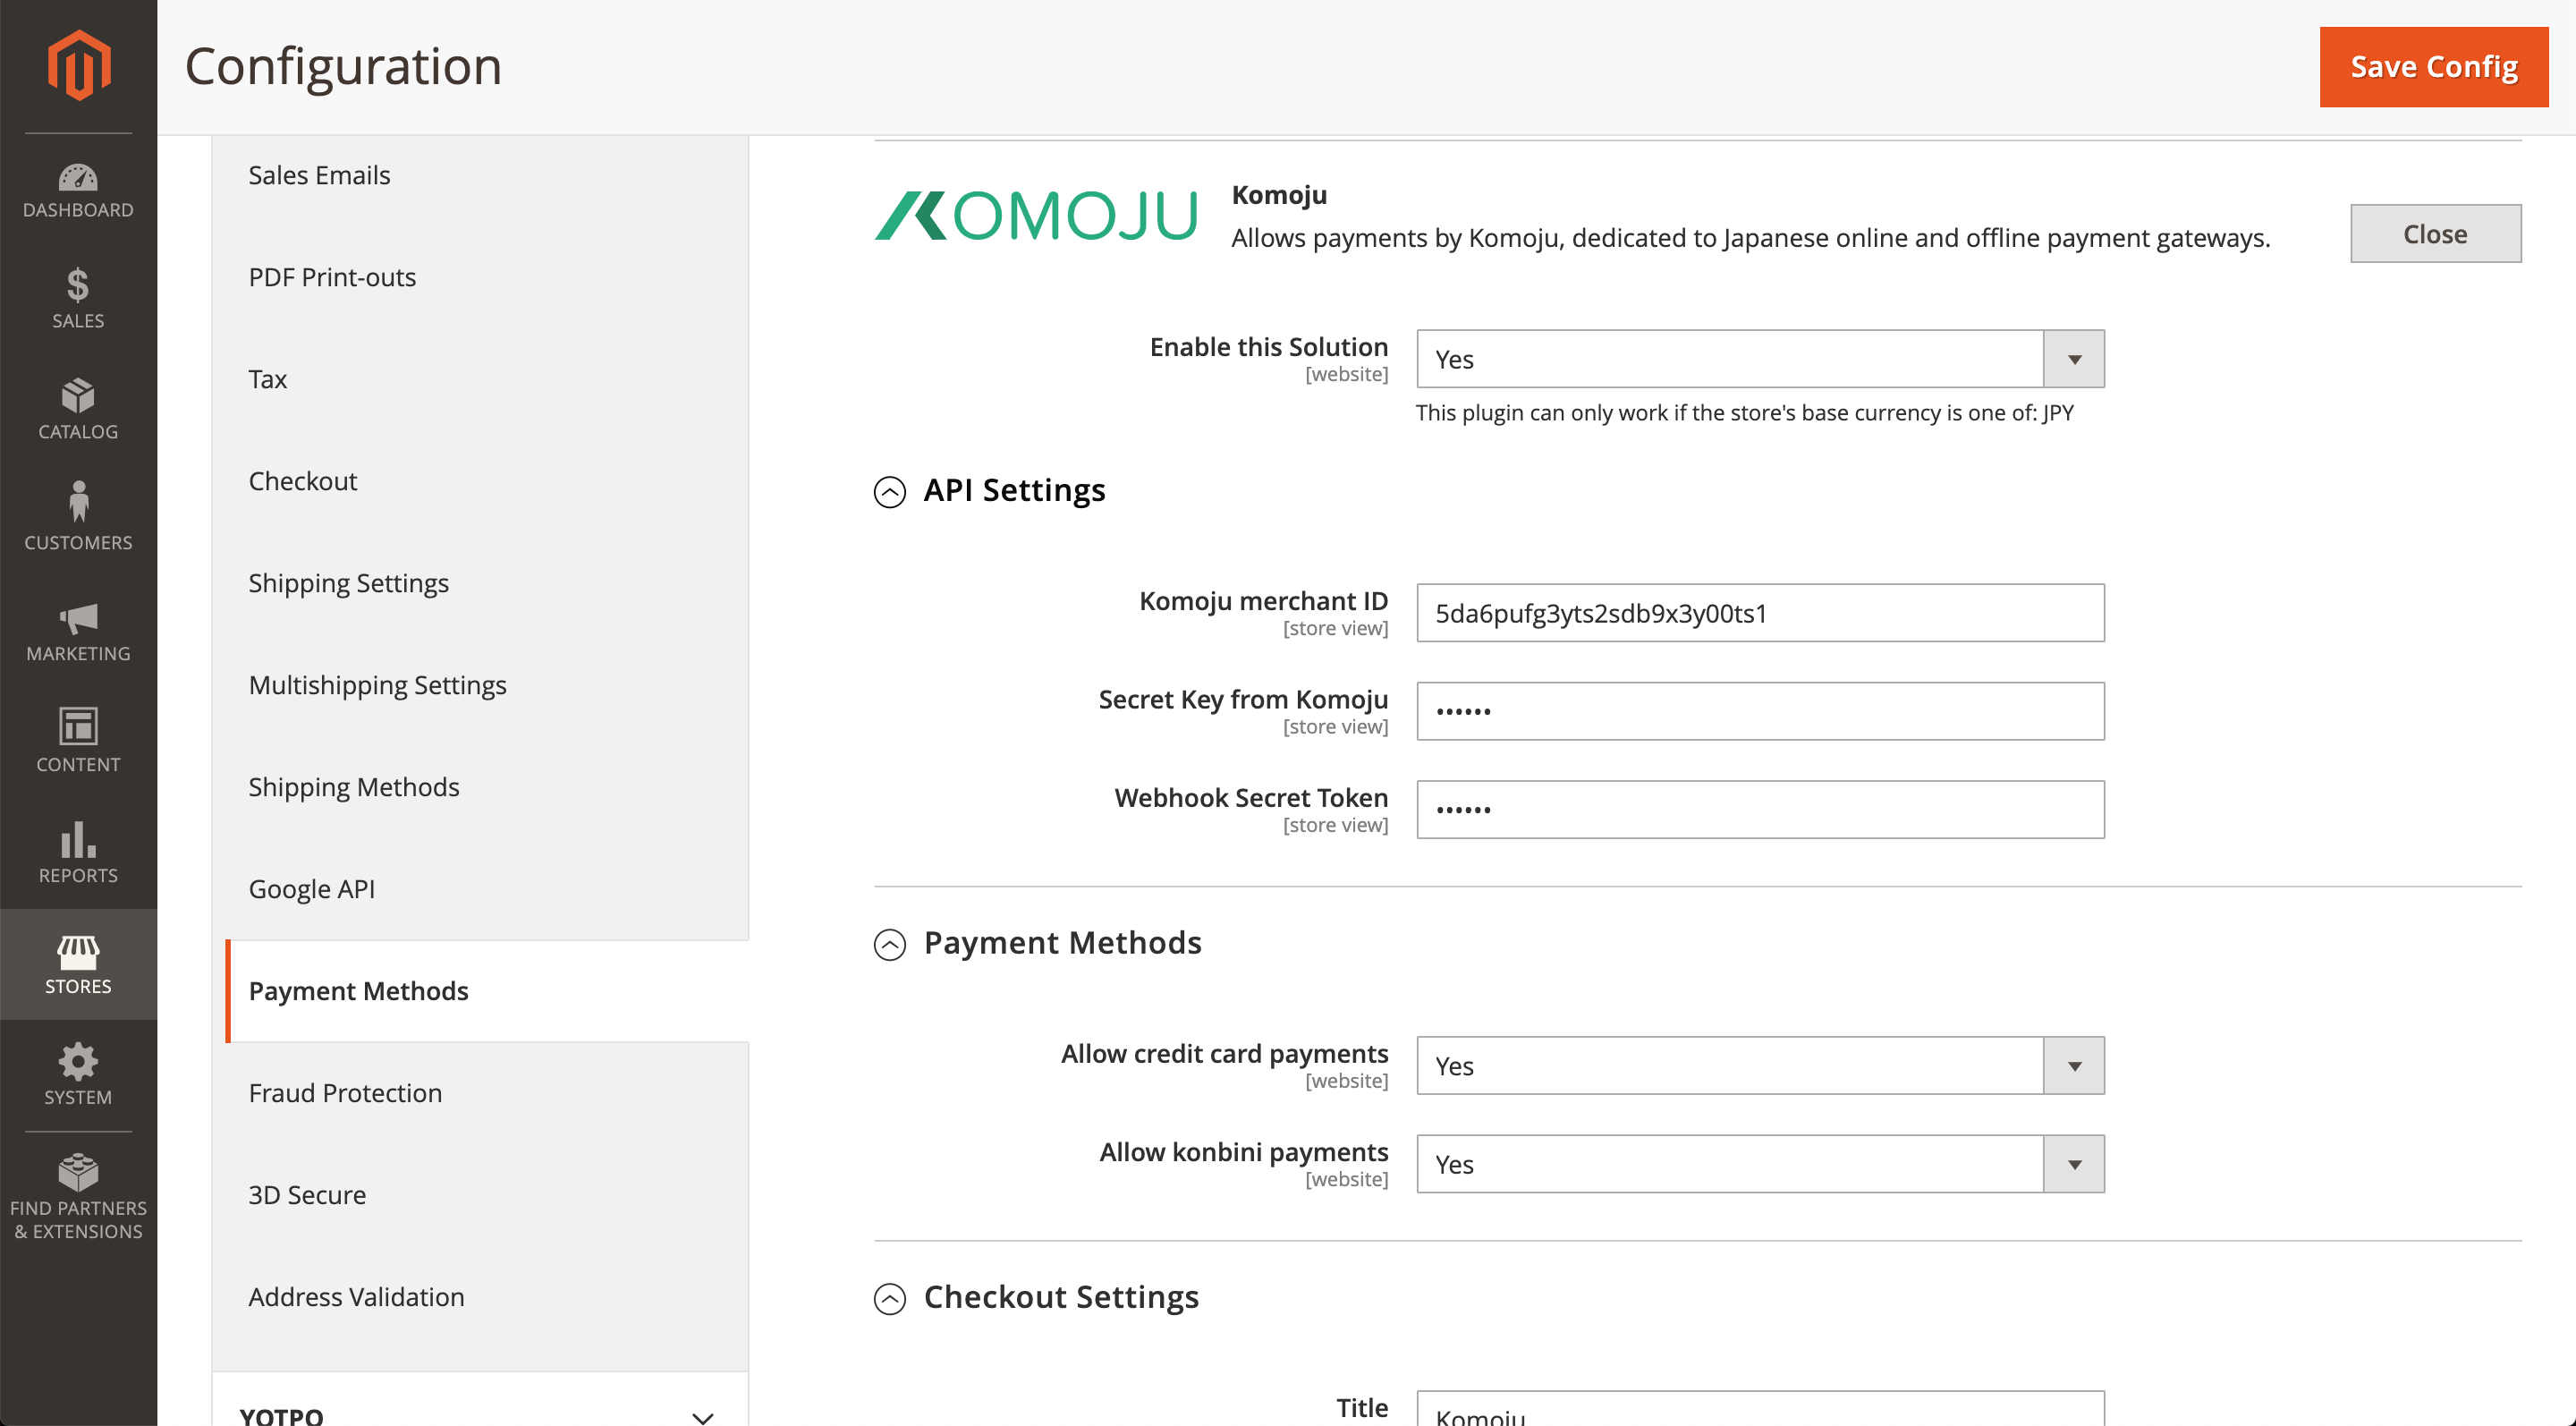 Configuration
Save Config
DASHBOARD
SALES
CATALOG
CUSTOMERS
MARKETING
CONTENT
REPORTS
STORES
SYSTEM
FIND PARTNERS
& EXTENSIONS
Sales Emails
PDF Print-outs
Tax
Checkout
Shipping Settings
Multishipping Settings
Shipping Methods
Google API
Payment Methods
Fraud Protection
3D Secure
Address Validation
YOTPO
KOMOJU
Komoju
Allows payments by Komoju, dedicated to Japanese online and offline payment gateways.
Close
Enable this Solution
[website]
Yes
This plugin can only work if the store's base currency is one of: JPY
API Settings
Komoju merchant ID
[store view]
5da6pufg3yts2sdb9x3y00ts1
Secret Key from Komoju
[store view]
••••••
Webhook Secret Token
[store view]
••••••
Payment Methods
Allow credit card payments
[website]
Yes
Allow konbini payments
[website]
Yes
Checkout Settings
Title
Komoju